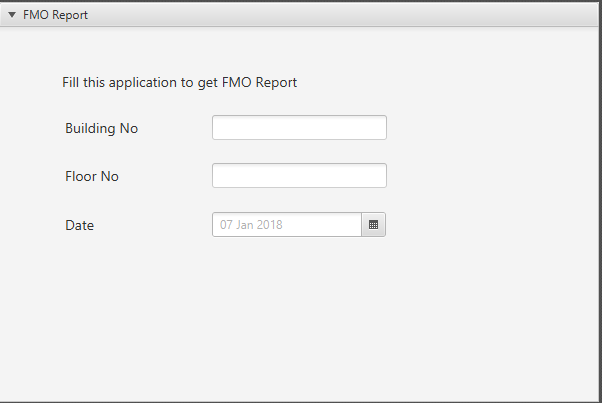 FMO Report
Fill this application to get FMO Report
Building No
Floor No
Date
07 Jan 2018